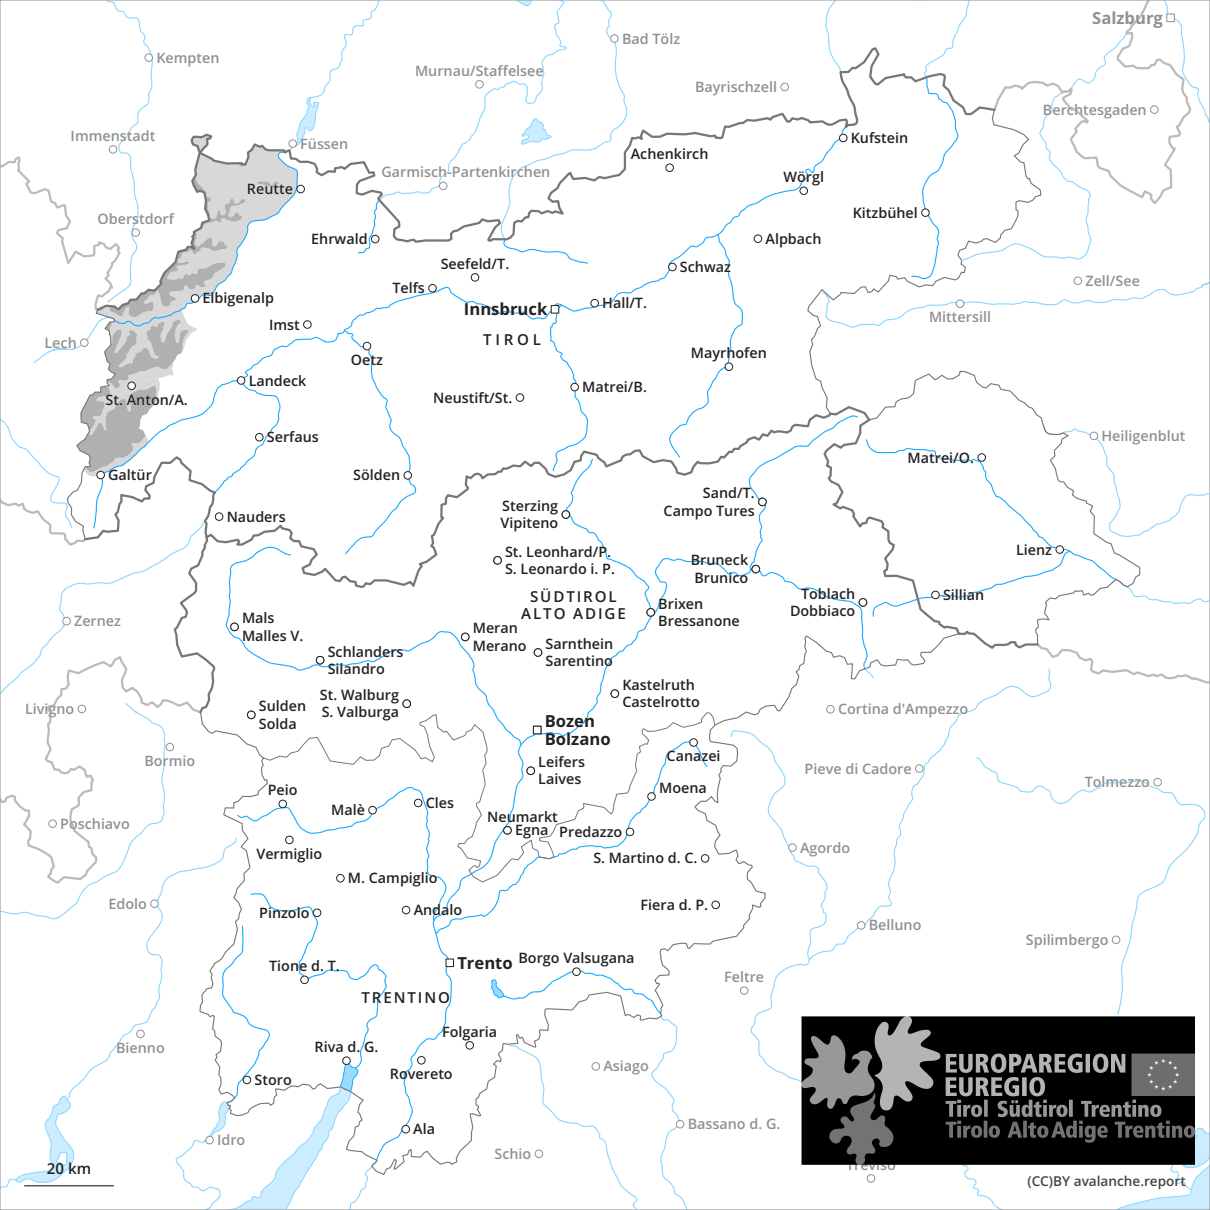 Salzburg
Bad Tölz
Kempten
Murnau/Staffelsee
Bayrischzell
Berchtesgaden
Immenstadt
Füssen
Kufstein
Achenkirch
Garmisch-Partenkirchen
Wörgl
Reutte
Oberstdorf
Kitzbühel
Ehrwald
Alpbach
Seefeld/T.
Schwaz
Zell/See
Telfs
Elbigenalp
Hall/T.
Innsbruck
Mittersill
Imst
TIROL
Lech
Oetz
Mayrhofen
Landeck
Matrei/B.
St. Anton/A.
Neustift/St.
Serfaus
Heiligenblut
Matrei/O.
Galtür
Sölden
Sand/T.
Campo Tures
Sterzing
Vipiteno
Nauders
St. Leonhard/P.
S. Leonardo i. P.
Lienz
Bruneck
Brunico
SÜDTIROL
ALTO ADIGE
Toblach
Dobbiaco
Sillian
Brixen
Bressanone
Zernez
Mals
Malles V.
Meran
Merano
Sarnthein
Sarentino
Schlanders
Silandro
Kastelruth
Castelrotto
St. Walburg
S. Valburga
Sulden
Solda
Livigno
Cortina d'Ampezzo
Bozen
Bolzano
Bormio
Canazei
Leifers
Laives
Pieve di Cadore
Tolmezzo
Peio
Moena
Malè
Cles
Neumarkt
Egna
Predazzo
Poschiavo
Vermiglio
S. Martino d. C.
Agordo
M. Campiglio
Edolo
Pinzolo
Andalo
Fiera d. P.
Belluno
Spilimbergo
Trento
Borgo Valsugana
Tione d. T.
Feltre
TRENTINO
Folgaria
Bienno
Riva d. G.
Rovereto
Asiago
Storo
EUROPAREGION
EUREGIO
Tirol Südtirol Trentino
Tirolo Alto Adige Trentino
Ala
Bassano d. G.
Idro
Schio
Treviso
20 km
(CC)BY avalanche.report